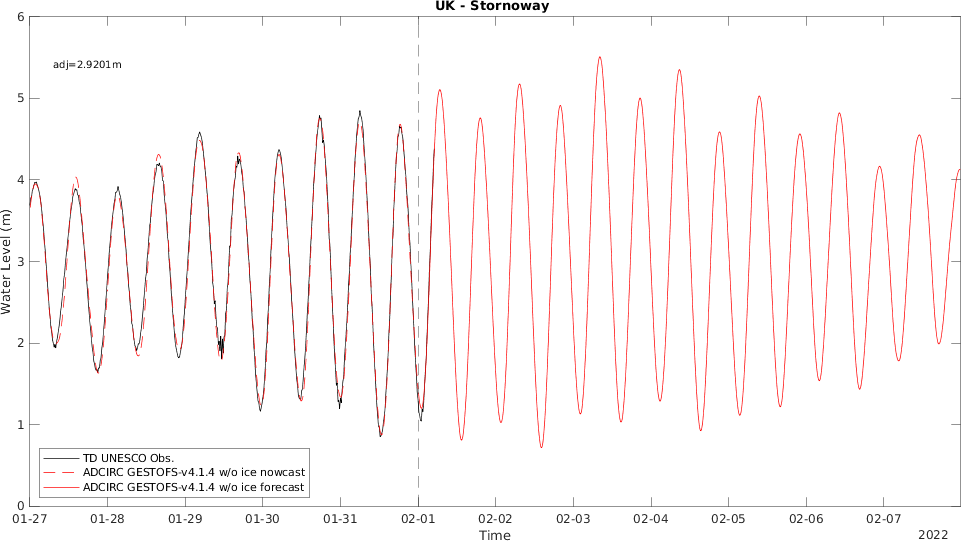 UK - Stornoway
adj=2.9201m
6
5
4
3
2
1
0
Water Level (m)
TD UNESCO Obs.
ADCIRC GESTOFS-v4.1.4 w/o ice nowcast
ADCIRC GESTOFS-v4.1.4 w/o ice forecast
01-27 01-28 01-29 01-30 01-31 02-01 02-02 02-03 02-04 02-05 02-06 02-07
Time
2022